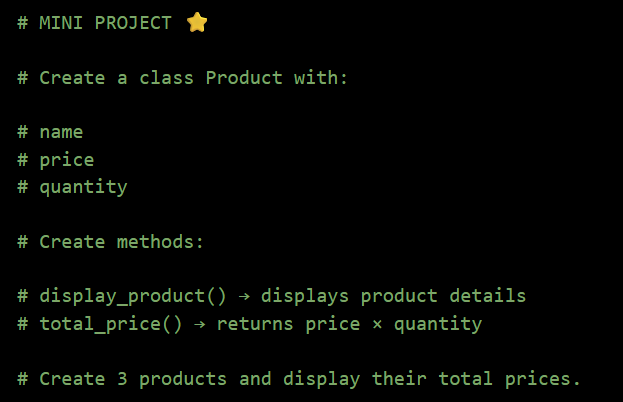 # MINI PROJECT ⭐
# Create a class Product with:
# name
# price
# quantity
# Create methods:
# display_product() → displays product details
# total_price() → returns price × quantity
# Create 3 products and display their total prices.